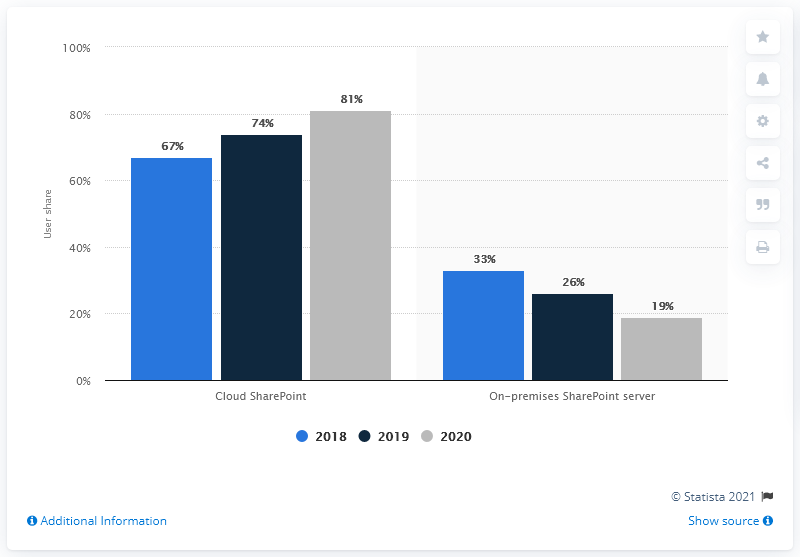 100%
80%
60%
40%
20%
0%
User share
67%
74%
81%
33%
26%
19%
Cloud SharePoint
On-premises SharePoint server
2018 2019 2020
© Statista 2021
Additional Information
Show source